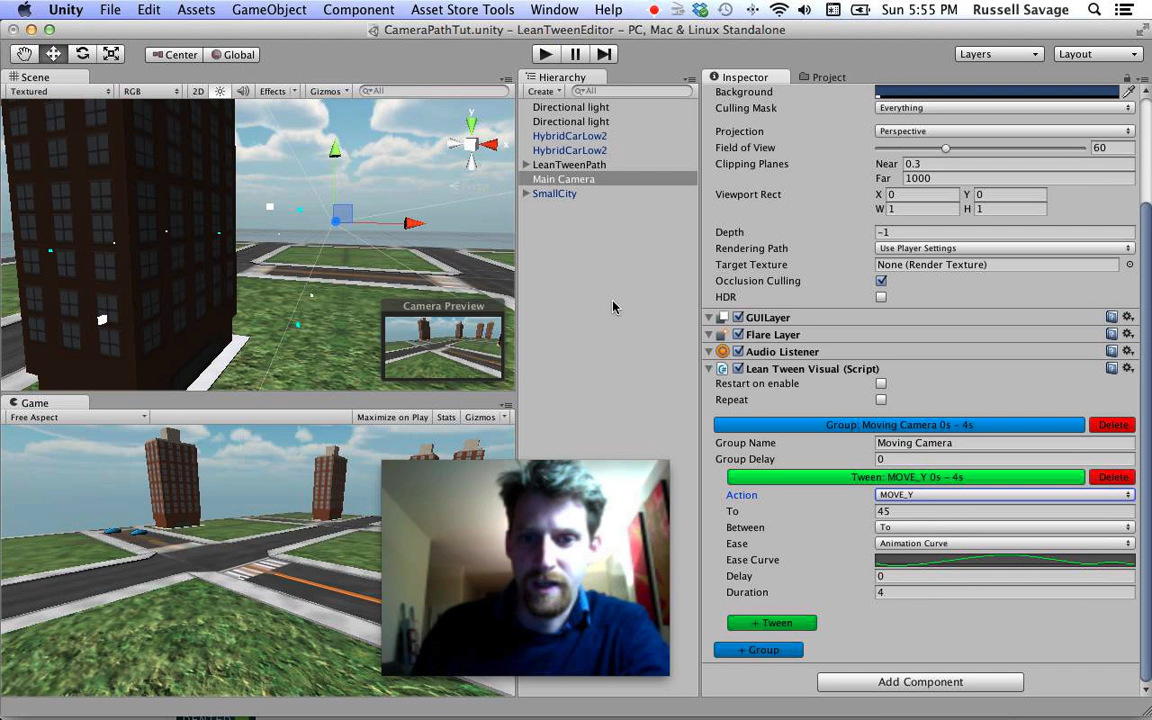 Unity File Edit Assets GameObject Component Asset Store Tools Window Help Sun 5:55 PM Russell Savage
CameraPathTut.unity - LeanTweenEditor - PC, Mac & Linux Standalone
Center Global Layers Layout
Scene
Textured RGB 2D Effects Gizmos All
y
Camera Preview
Game
Free Aspect Maximize on Play Stats Gizmos
Hierarchy
Create All
Directional light
Directional light
HybridCarLow2
HybridCarLow2
LeanTweenPath
Main Camera
SmallCity
Inspector Project
Background
Culling Mask Everything
Projection Perspective
Field of View 60
Clipping Planes Near 0.3
Far 1000
Viewport Rect X 0 Y 0
W 1 H 1
Depth -1
Rendering Path Use Player Settings
Target Texture None (Render Texture)
Occlusion Culling
HDR
GUILayer
Flare Layer
Audio Listener
Lean Tween Visual (Script)
Restart on enable
Repeat
Group: Moving Camera 0s - 4s Delete
Group Name Moving Camera
Group Delay 0
Tween: MOVE_Y 0s - 4s Delete
Action MOVE_Y
To 45
Between To
Ease Animation Curve
Ease Curve
Delay 0
Duration 4
+ Tween
+ Group
Add Component